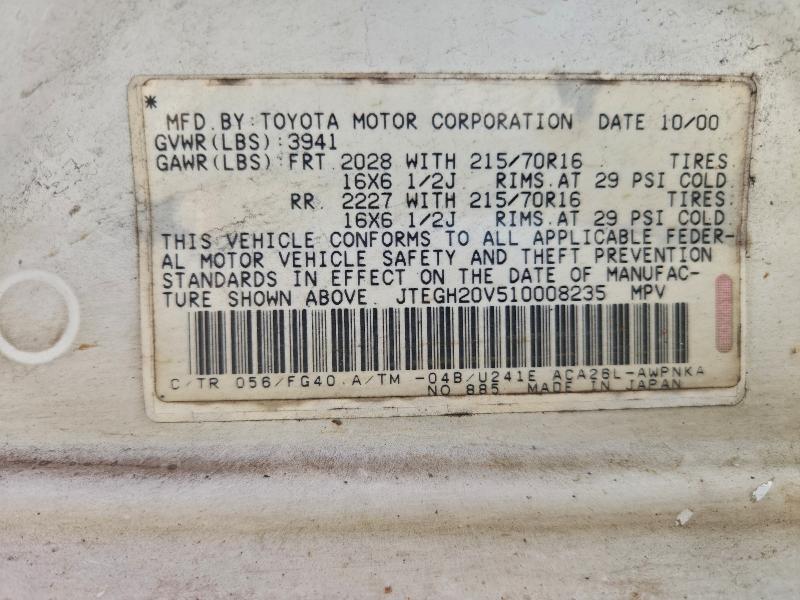 *
MFD. BY: TOYOTA MOTOR CORPORATION DATE 10/00
GVWR(LBS):3941
GAWR(LBS):FRT. 2028 WITH 215/70R16 TIRES.
16X6 1/2J RIMS.AT 29 PSI COLD.
RR. 2227 WITH 215/70R16 TIRES.
16X6 1/2J RIMS.AT 29 PSI COLD.
THIS VEHICLE CONFORMS TO ALL APPLICABLE FEDER-
AL MOTOR VEHICLE SAFETY AND THEFT PREVENTION
STANDARDS IN EFFECT ON THE DATE OF MANUFAC-
TURE SHOWN ABOVE. JTEGH20V510008235 MPV
C/TR 056/FG40 A/TM -04B/U241E ACA26L-AWPNKA
NO 885 MADE IN JAPAN